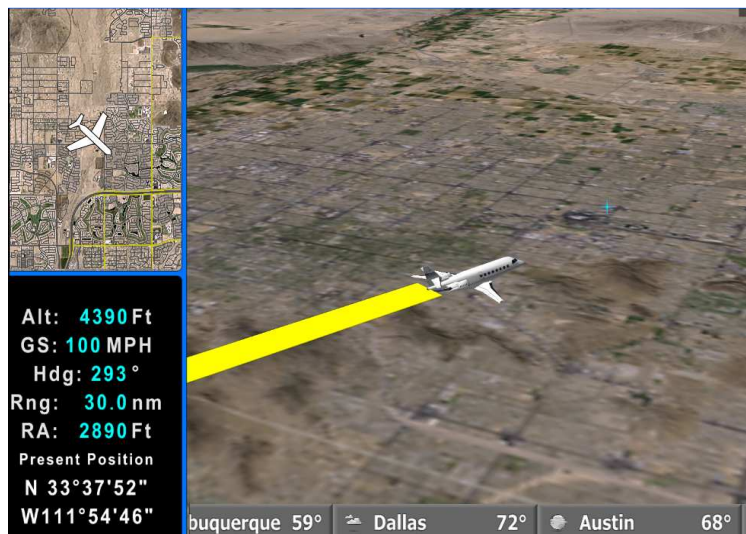 Alt: 4390 Ft
GS: 100 MPH
Hdg: 293°
Rng: 30.0 nm
RA: 2890 Ft
Present Position
N 33°37'52"
W111°54'46"
buquerque 59° Dallas 72° Austin 68°